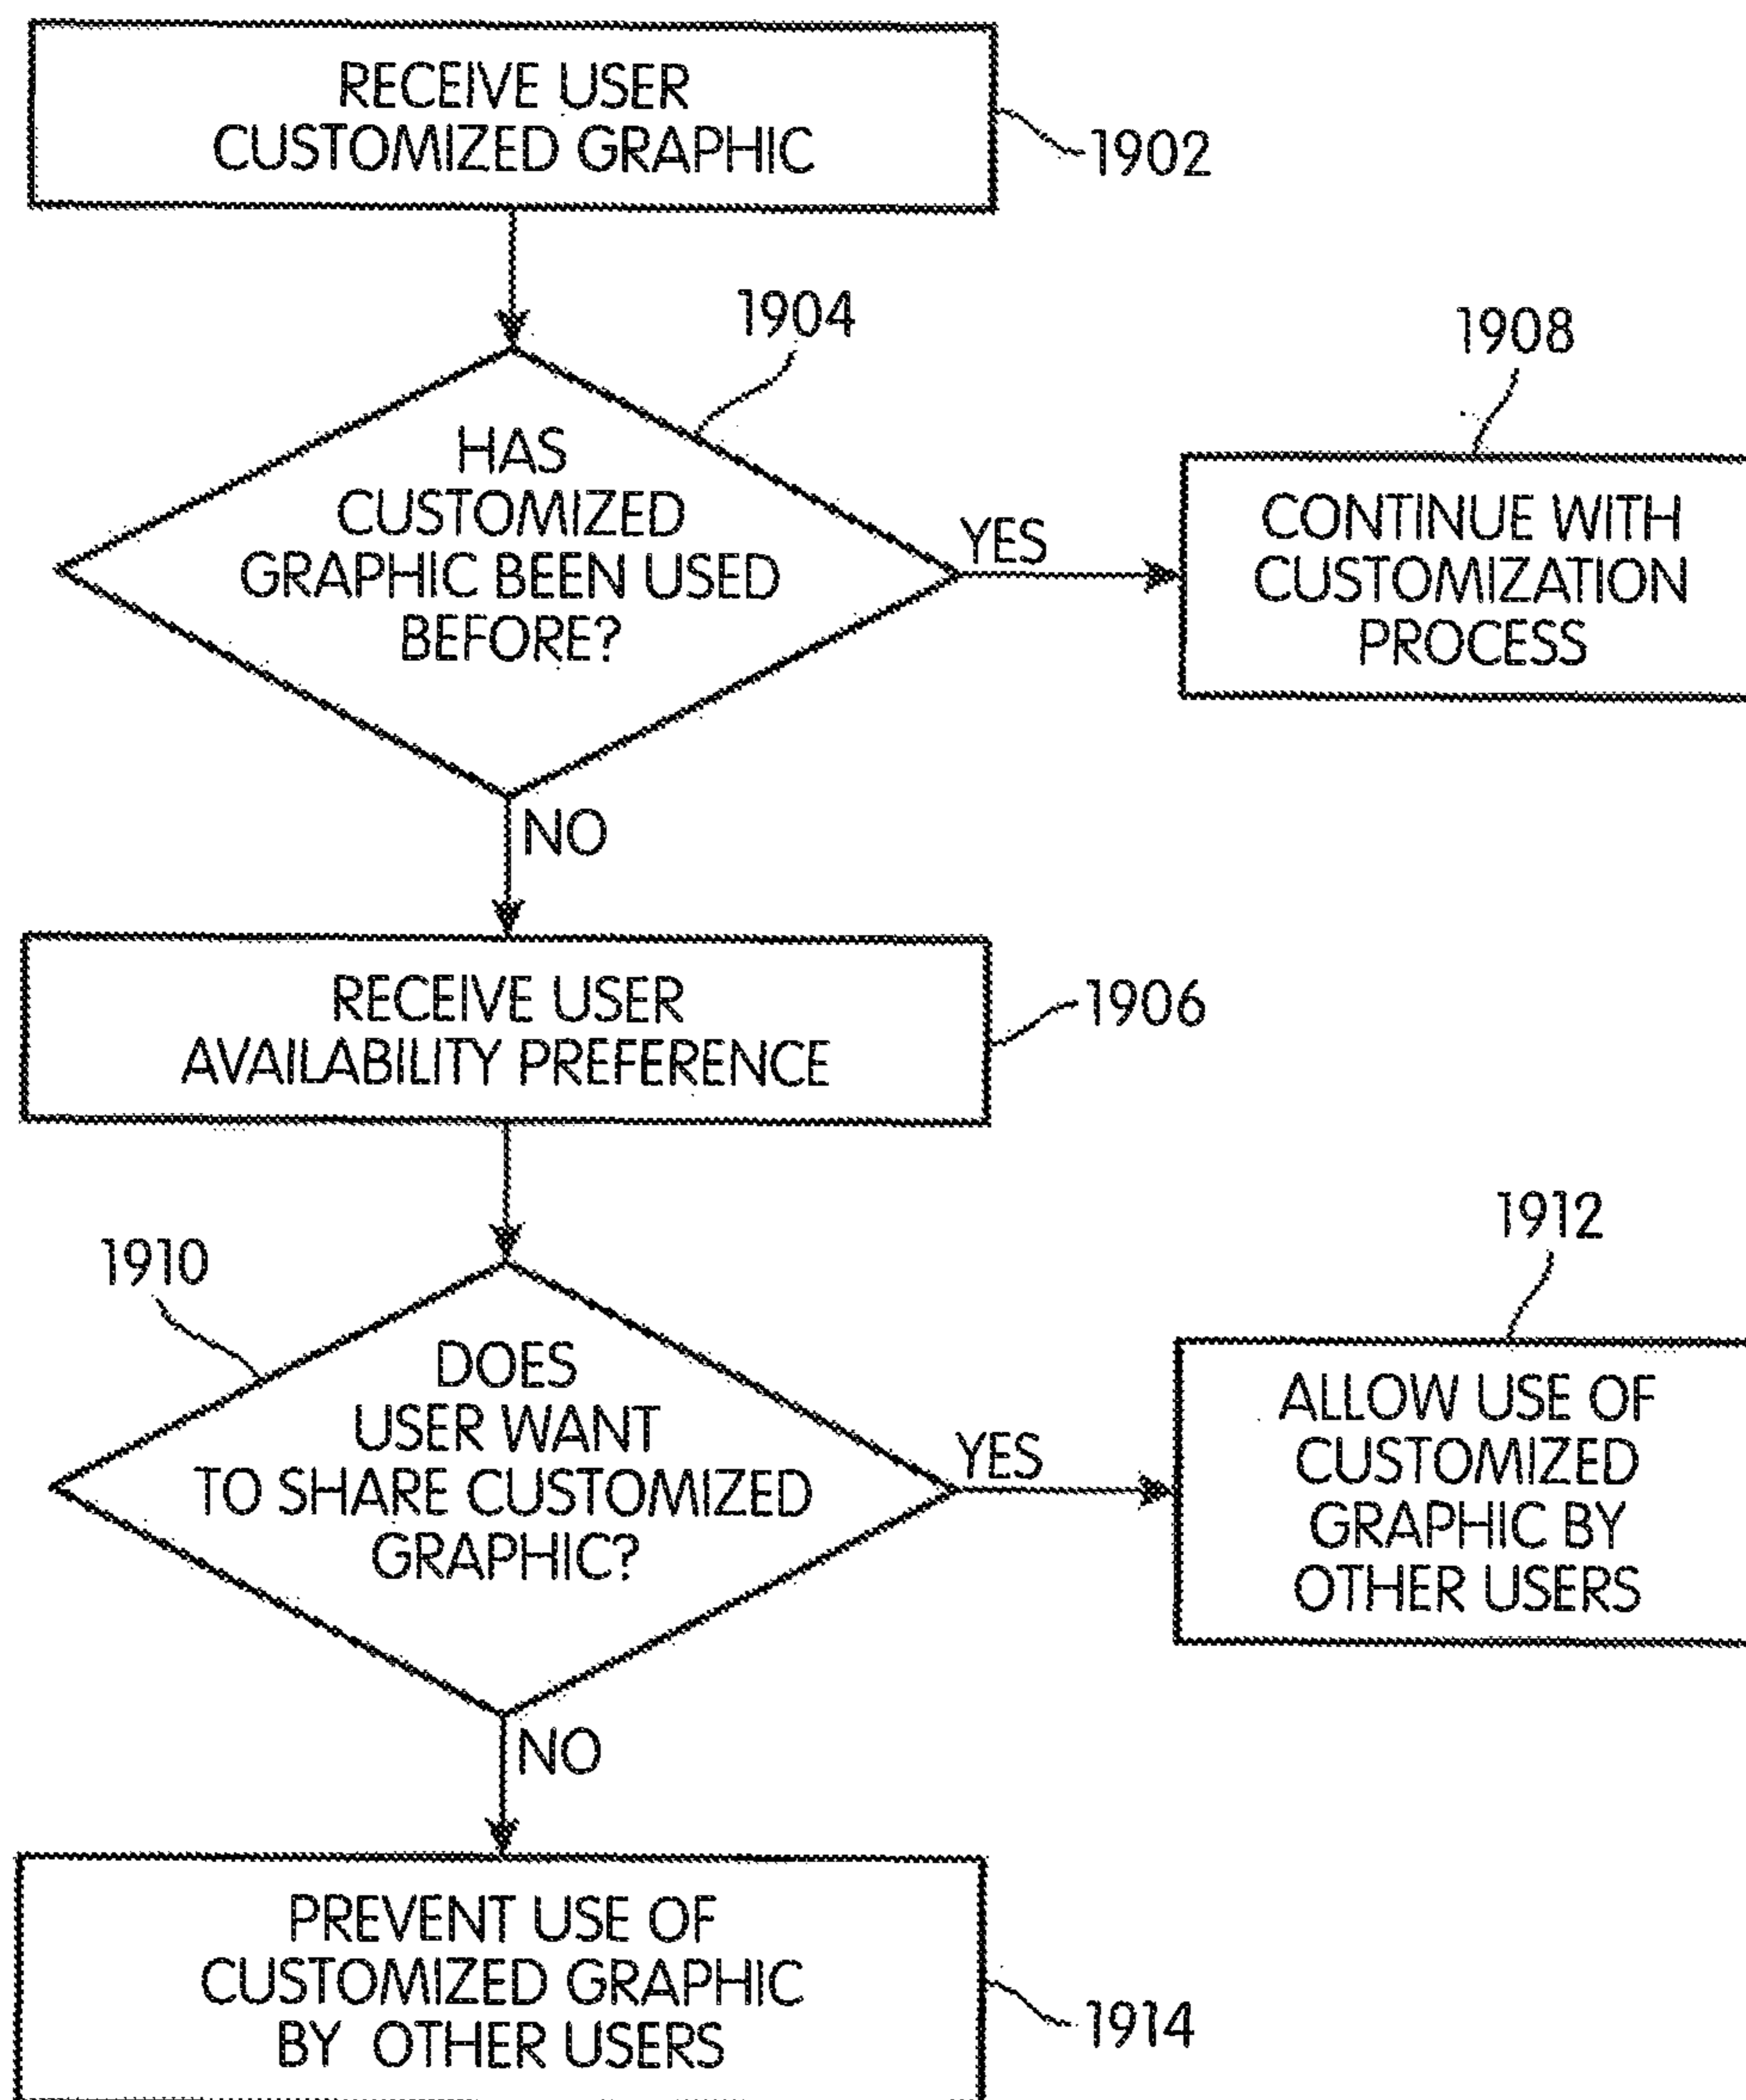 RECEIVE USER
CUSTOMIZED GRAPHIC
1902
1904
HAS
CUSTOMIZED
GRAPHIC BEEN USED
BEFORE?
YES
1908
CONTINUE WITH
CUSTOMIZATION
PROCESS
NO
RECEIVE USER
AVAILABILITY PREFERENCE
1906
1910
DOES
USER WANT
TO SHARE CUSTOMIZED
GRAPHIC?
YES
1912
ALLOW USE OF
CUSTOMIZED
GRAPHIC BY
OTHER USERS
NO
PREVENT USE OF
CUSTOMIZED GRAPHIC
BY OTHER USERS
1914